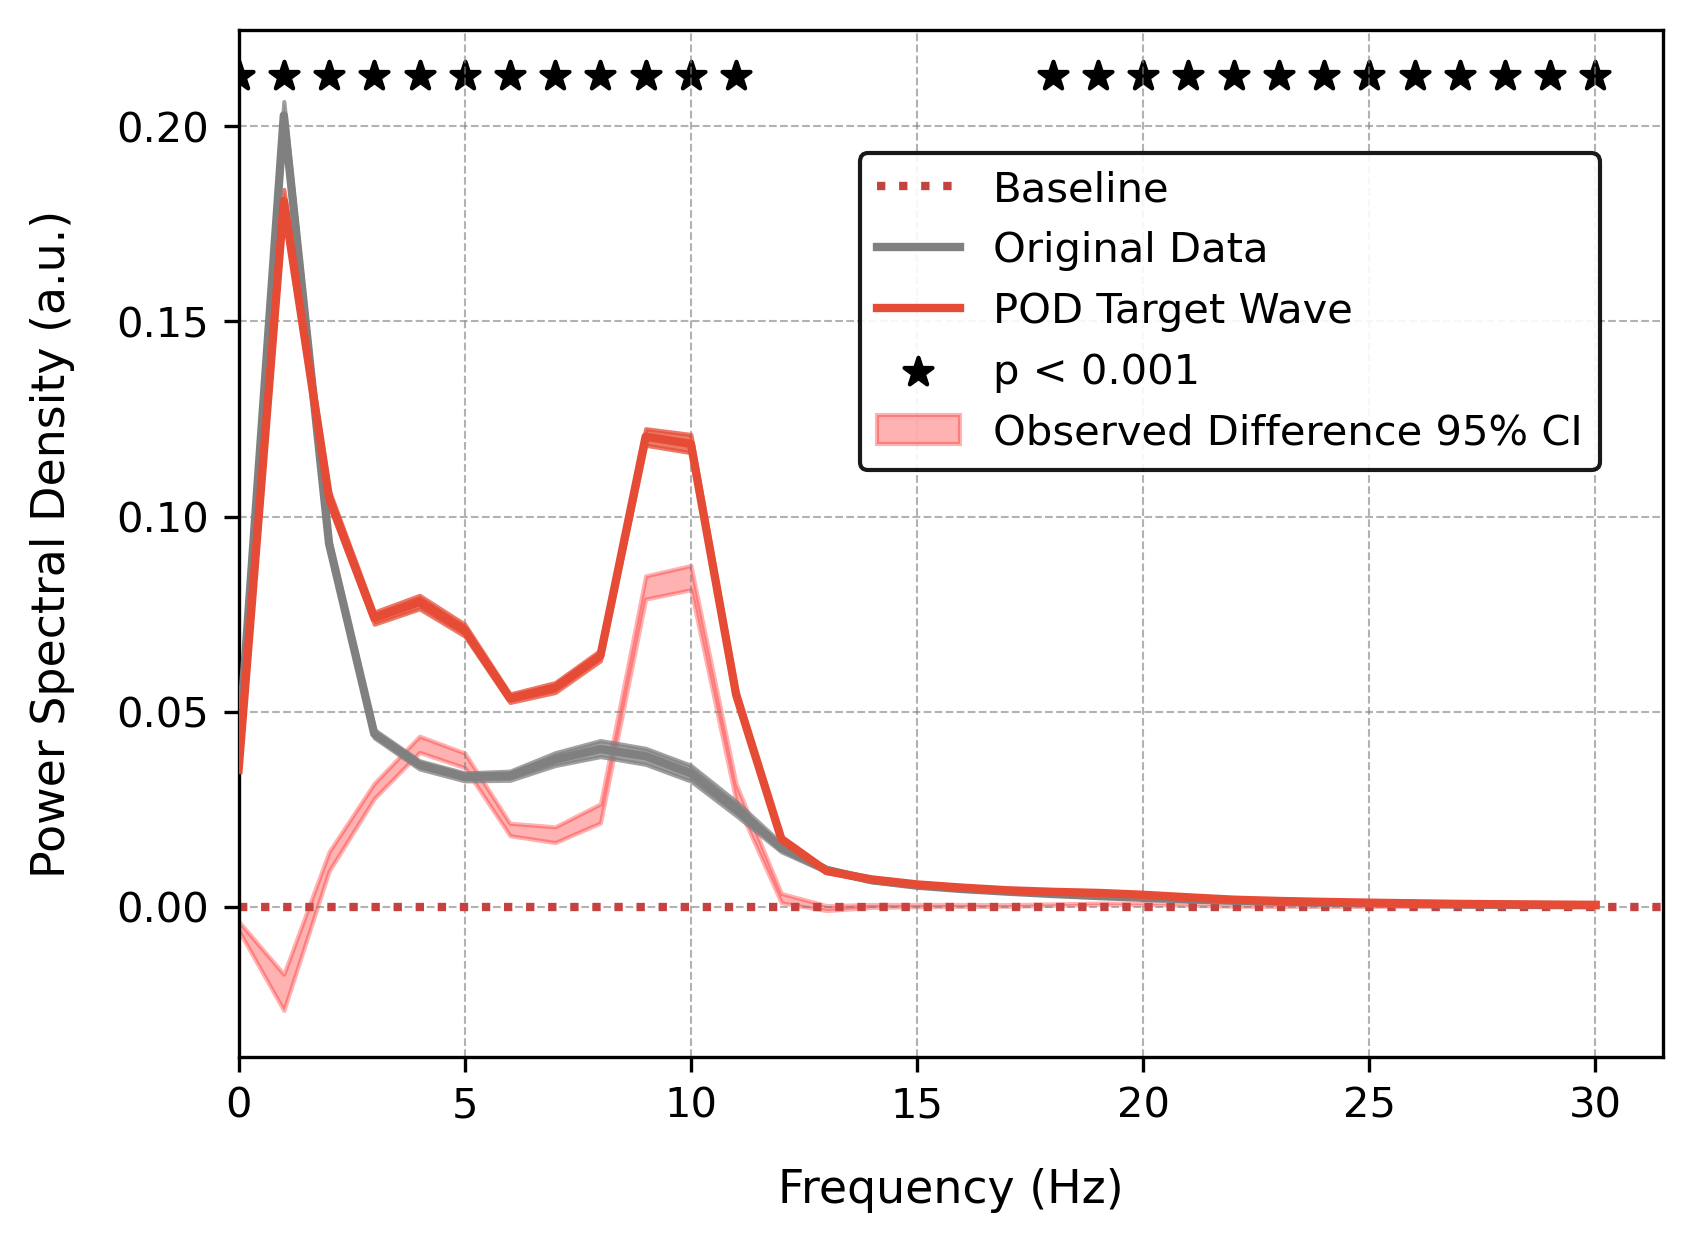 0.20
0.15
0.10
0.05
0.00
Power Spectral Density (a.u.)
Baseline
Original Data
POD Target Wave
p < 0.001
Observed Difference 95% CI
0 5 10 15 20 25 30
Frequency (Hz)